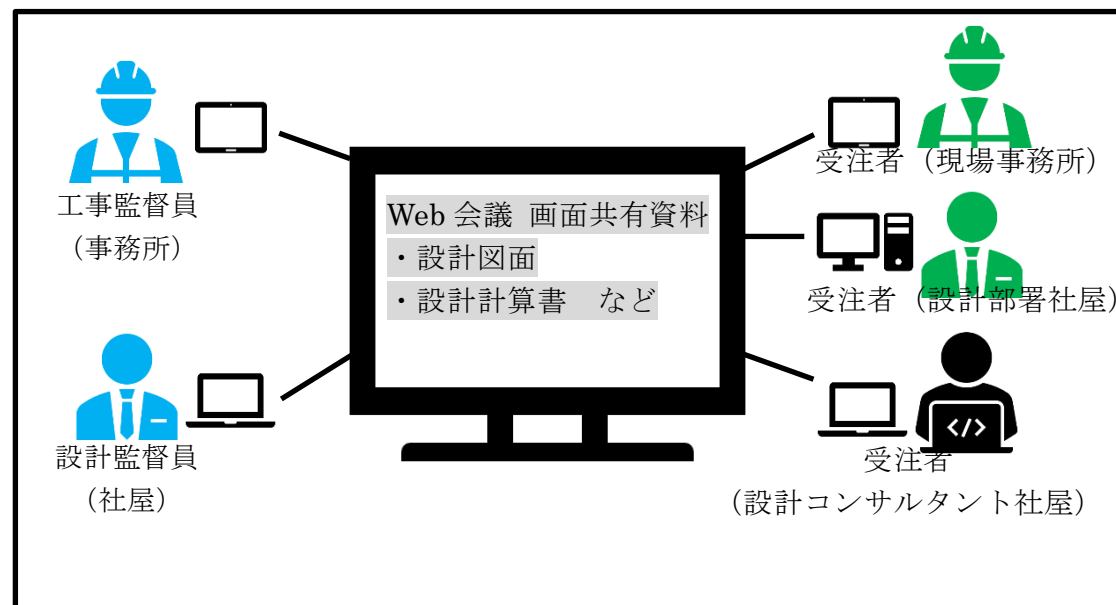 工事監督員
（事務所）
設計監督員
（社屋）
Web 会議 画面共有資料
・設計図面
・設計計算書　など
受注者（現場事務所）
受注者（設計部署社屋）
</>
受注者
（設計コンサルタント社屋）